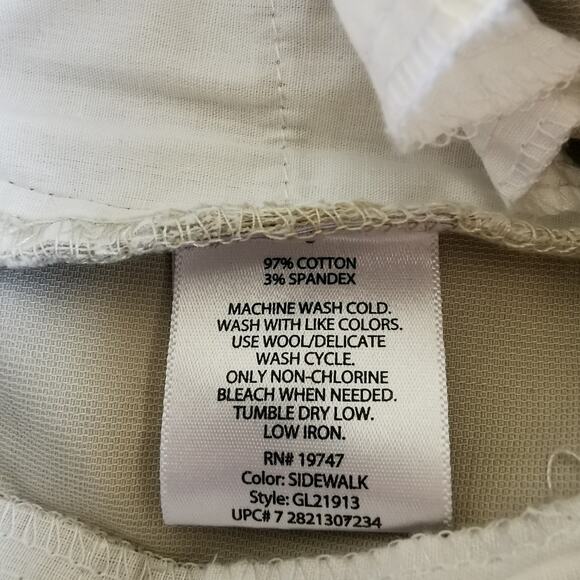 97% COTTON
3% SPANDEX
MACHINE WASH COLD.
WASH WITH LIKE COLORS.
USE WOOL/DELICATE
WASH CYCLE.
ONLY NON-CHLORINE
BLEACH WHEN NEEDED.
TUMBLE DRY LOW.
LOW IRON.
RN# 19747
Color: SIDEWALK
Style: GL21913
UPC# 7 2821307234